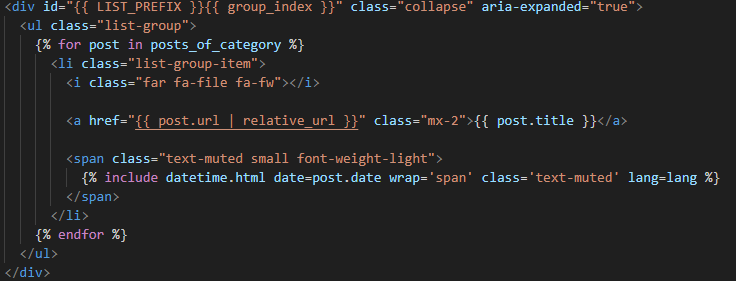 <div id="{{ LIST_PREFIX }}{{ group_index }}" class="collapse" aria-expanded="true">
  <ul class="list-group">
    {% for post in posts_of_category %}
      <li class="list-group-item">
        <i class="far fa-file fa-fw"></i>

        <a href="{{ post.url | relative_url }}" class="mx-2">{{ post.title }}</a>

        <span class="text-muted small font-weight-light">
          {% include datetime.html date=post.date wrap='span' class='text-muted' lang=lang %}
        </span>
      </li>
    {% endfor %}
  </ul>
</div>